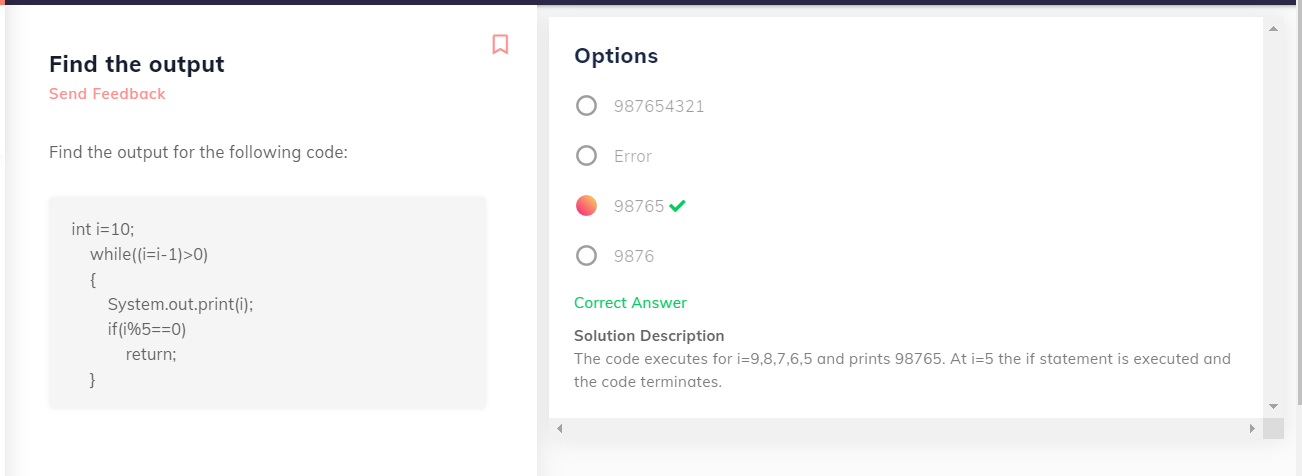 Find the output
Send Feedback
Find the output for the following code:
int i=10;
while((i=i-1)>0)
{
System.out.print(i);
if(i%5==0)
return;
}
Options
987654321
Error
98765
9876
Correct Answer
Solution Description
The code executes for i=9,8,7,6,5 and prints 98765. At i=5 the if statement is executed and
the code terminates.